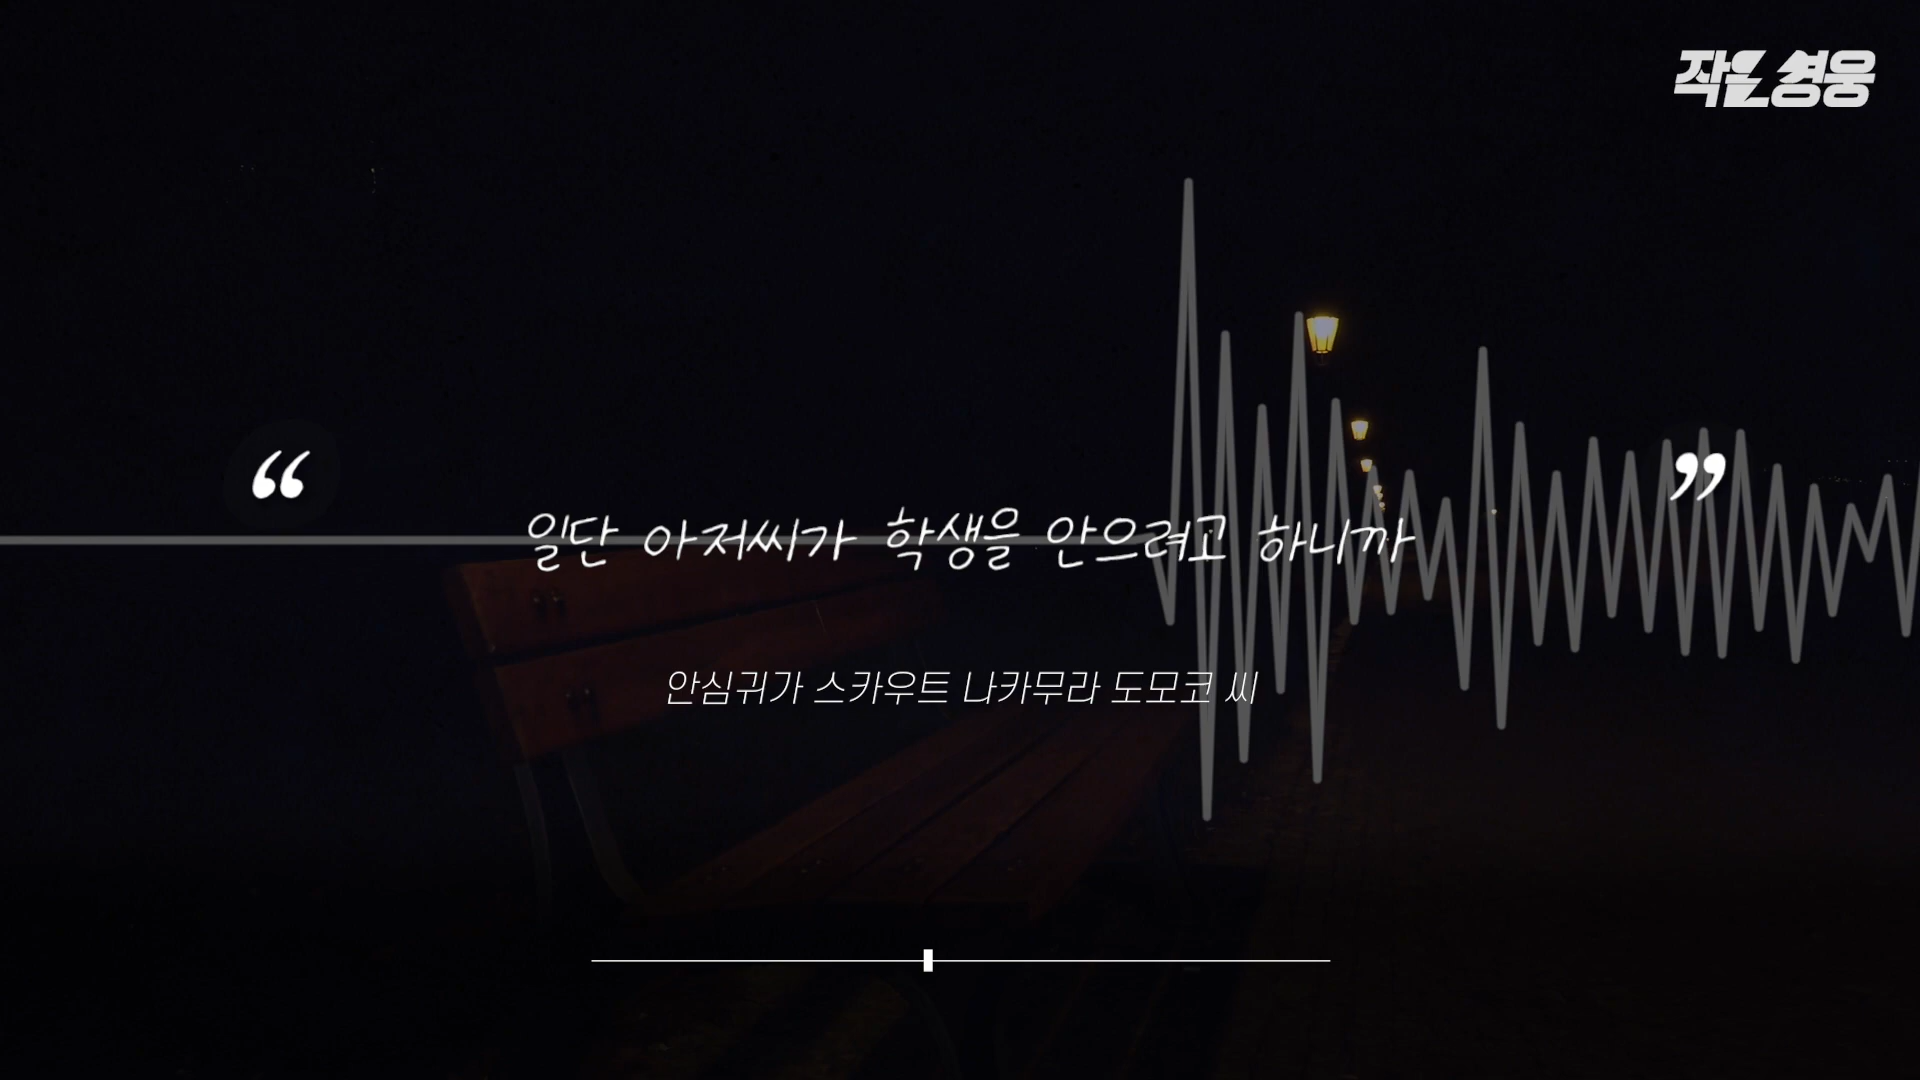 작은영웅
“ 일단 아저씨가 학생을 안으려고 하니까 ”
안심귀가 스카우트 나카무라 도모코 씨